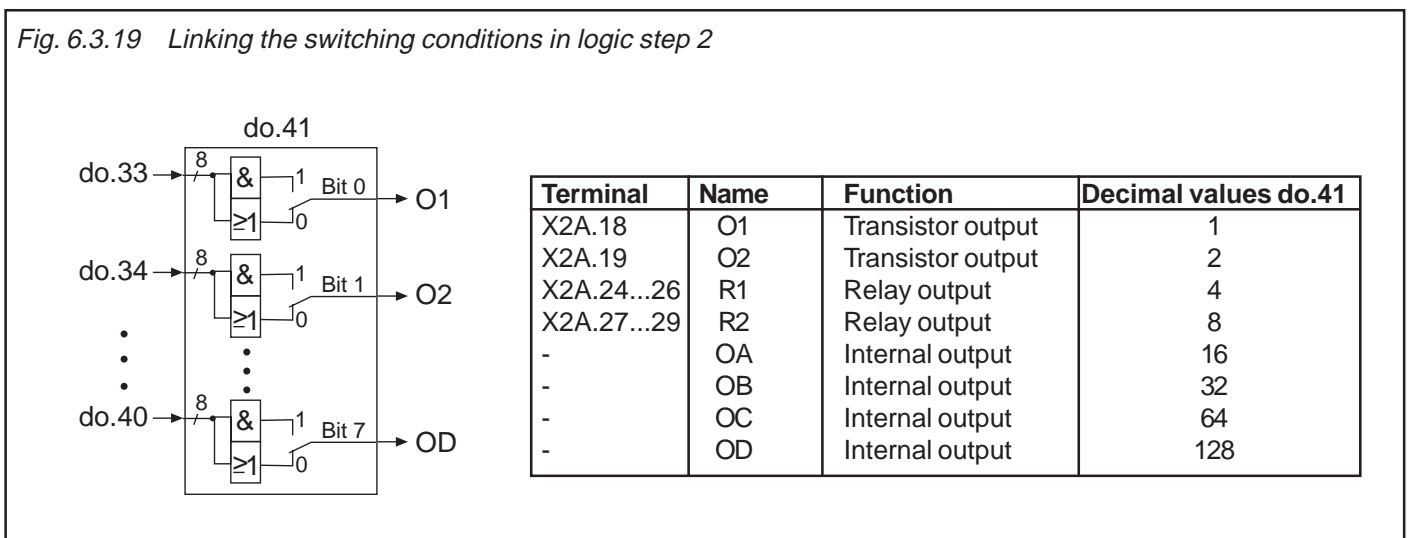 Fig. 6.3.19 Linking the switching conditions in logic step 2
do.41
do.33 8 & 1 Bit 0 O1
≥1 0
do.34 8 & 1 Bit 1 O2
≥1 0
do.40 8 & 1 Bit 7 OD
≥1 0
Terminal Name Function Decimal values do.41
X2A.18 O1 Transistor output 1
X2A.19 O2 Transistor output 2
X2A.24...26 R1 Relay output 4
X2A.27...29 R2 Relay output 8
- OA Internal output 16
- OB Internal output 32
- OC Internal output 64
- OD Internal output 128